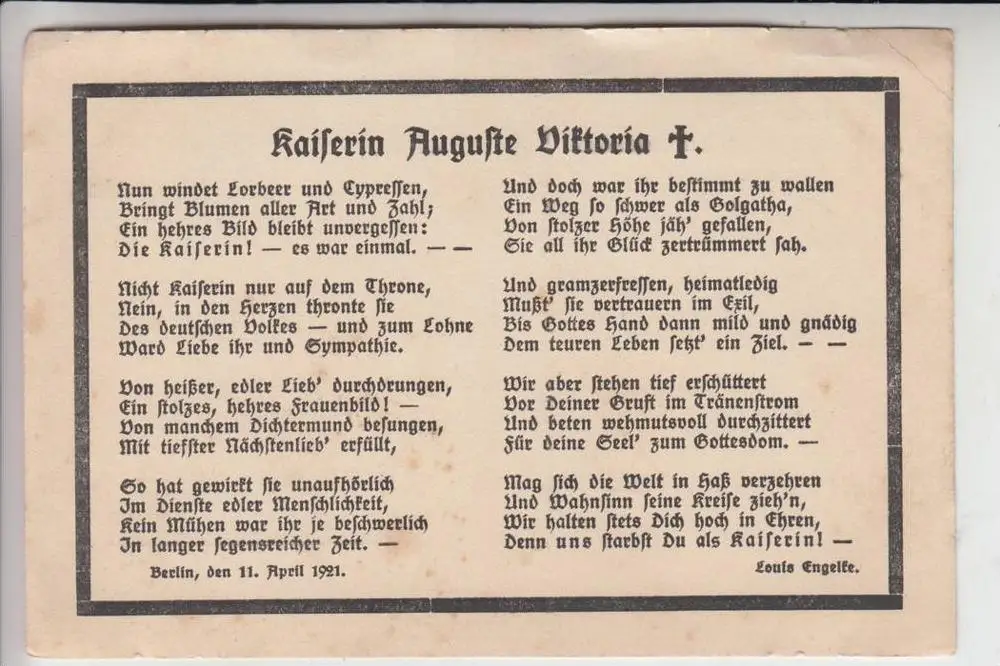 Kaiserin Auguste Viktoria ✝.
Nun windet Lorbeer und Cypressen,
Bringt Blumen aller Art und Zahl;
Ein hehres Bild bleibt unvergessen:
Die Kaiserin! — es war einmal. — —
Nicht Kaiserin nur auf dem Throne,
Nein, in den Herzen thronte sie
Des deutschen Volkes — und zum Lohne
Ward Liebe ihr und Sympathie.
Von heißer, edler Lieb' durchdrungen,
Ein stolzes, hehres Frauenbild! —
Von manchem Dichtermund besungen,
Mit tiefster Nächstenlieb' erfüllt,
So hat gewirkt sie unaufhörlich
Im Dienste edler Menschlichkeit,
Kein Mühen war ihr je beschwerlich
In langer segensreicher Zeit. —
Berlin, den 11. April 1921.
Und doch war ihr bestimmt zu wallen
Ein Weg so schwer als Golgatha,
Von stolzer Höhe jäh' gefallen,
Sie all ihr Glück zertrümmert sah.
Und gramzerfressen, heimatledig
Mußt' sie vertrauern im Exil,
Bis Gottes Hand dann mild und gnädig
Dem teuren Leben setzt' ein Ziel. — —
Wir aber stehen tief erschüttert
Vor Deiner Gruft im Tränenstrom
Und beten wehmutsvoll durchzittert
Für deine Seel' zum Gottesdom. —
Mag sich die Welt in Haß verzehren
Und Wahnsinn seine Kreise zieh'n,
Wir halten stets Dich hoch in Ehren,
Denn uns starbst Du als Kaiserin! —
Louis Engelke.